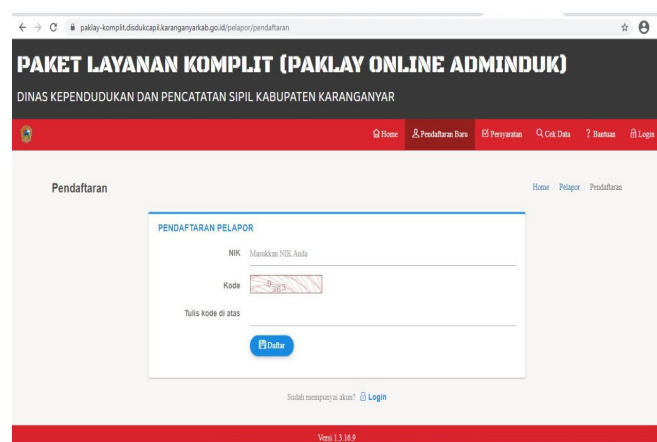 paklay-komplit.disdukcapil.karanganyarkab.go.id/pelapor/pendaftaran
PAKET LAYANAN KOMPLIT (PAKLAY ONLINE ADMINDUK)
DINAS KEPENDUDUKAN DAN PENCATATAN SIPIL KABUPATEN KARANGANYAR
Home Pendaftaran Baru Persyaratan Cek Data ? Bantuan Login
Pendaftaran
Home / Pelapor / Pendaftaran
PENDAFTARAN PELAPOR
NIK Masukkan NIK Anda
Kode
Tulis kode di atas
Daftar
Sudah mempunyai akun? Login
Versi 1.3.16.9